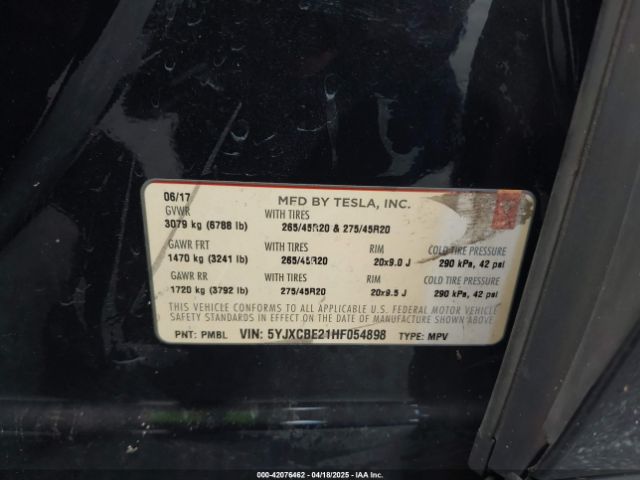 06/17 MFD BY TESLA, INC.
GVWR WITH TIRES
3079 kg (6788 lb) 265/45R20 & 275/45R20
GAWR FRT WITH TIRES RIM COLD TIRE PRESSURE
1470 kg (3241 lb) 265/45R20 20x9.0 J 290 kPa, 42 psi
GAWR RR WITH TIRES RIM COLD TIRE PRESSURE
1720 kg (3792 lb) 275/45R20 20x9.5 J 290 kPa, 42 psi
THIS VEHICLE CONFORMS TO ALL APPLICABLE U.S. FEDERAL MOTOR VEHICLE
SAFETY STANDARDS IN EFFECT ON THE DATE OF MANUFACTURE SHOWN ABOVE.
PNT: PMBL VIN: 5YJXCBE21HF054898 TYPE: MPV
000-42076462 - 04/18/2025 - IAA Inc.